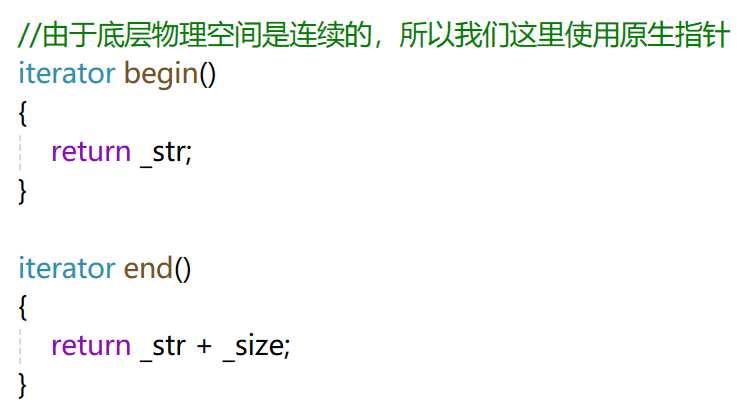 //由于底层物理空间是连续的，所以我们这里使用原生指针
iterator begin()
{
    return _str;
}

iterator end()
{
    return _str + _size;
}